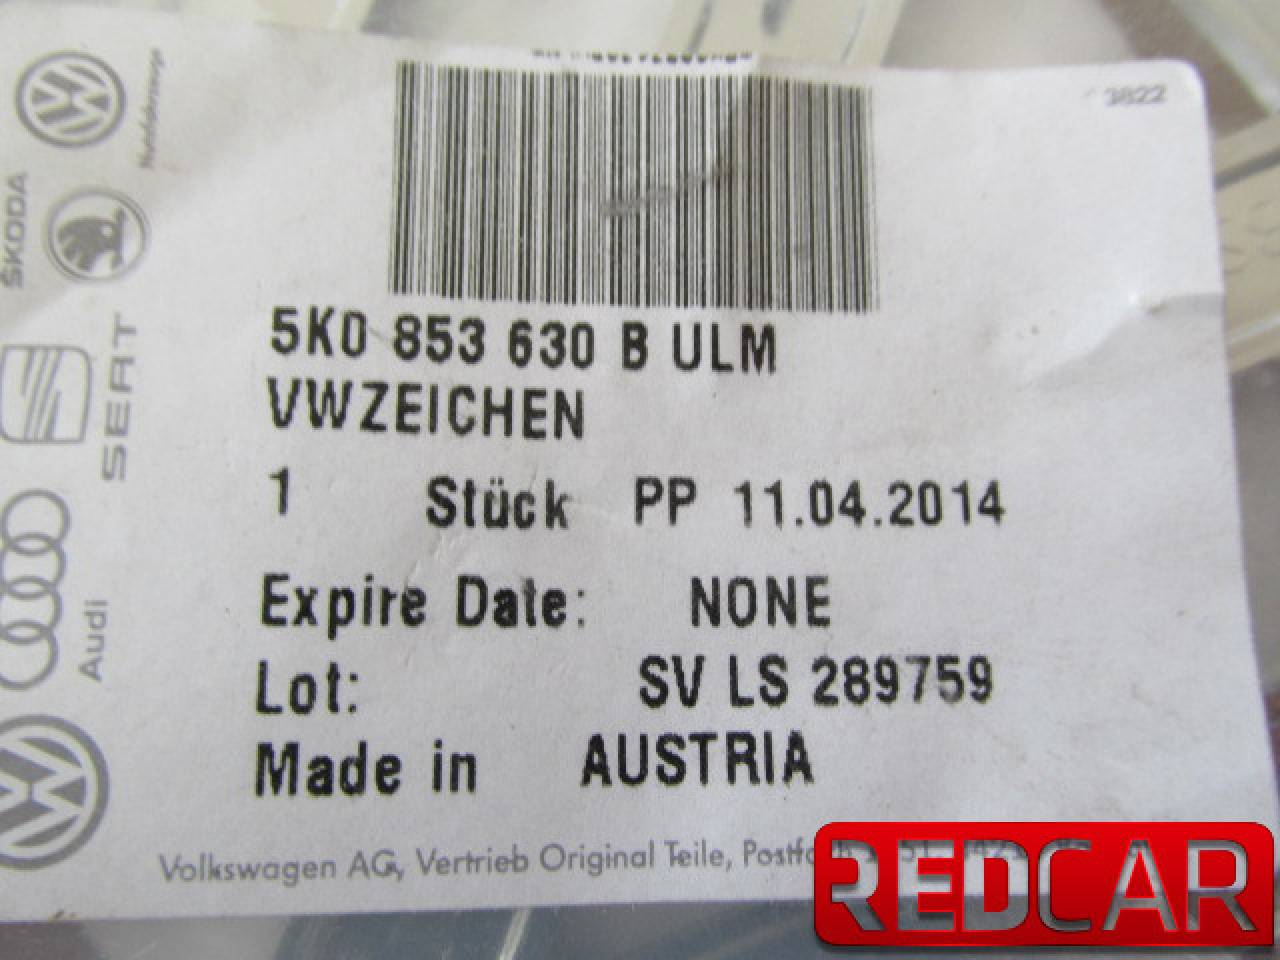 3822
5K0 853 630 B ULM
VWZEICHEN
1 Stück PP 11.04.2014
Expire Date: NONE
Lot: SV LS 289759
Made in AUSTRIA
Volkswagen AG, Vertrieb Original Teile,
ŠKODA
SEAT
Audi
REDCAR